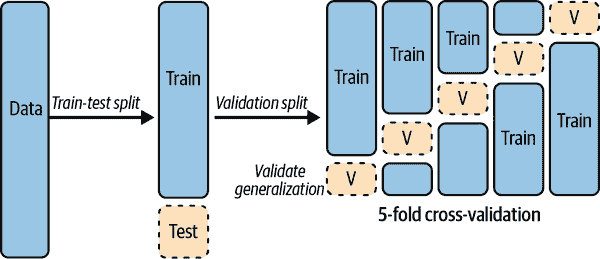 Data
Train-test split
Train
Test
Validation split
Validate
generalization
Train
V
Train
V
Train
V
V
Train
V
Train
5-fold cross-validation